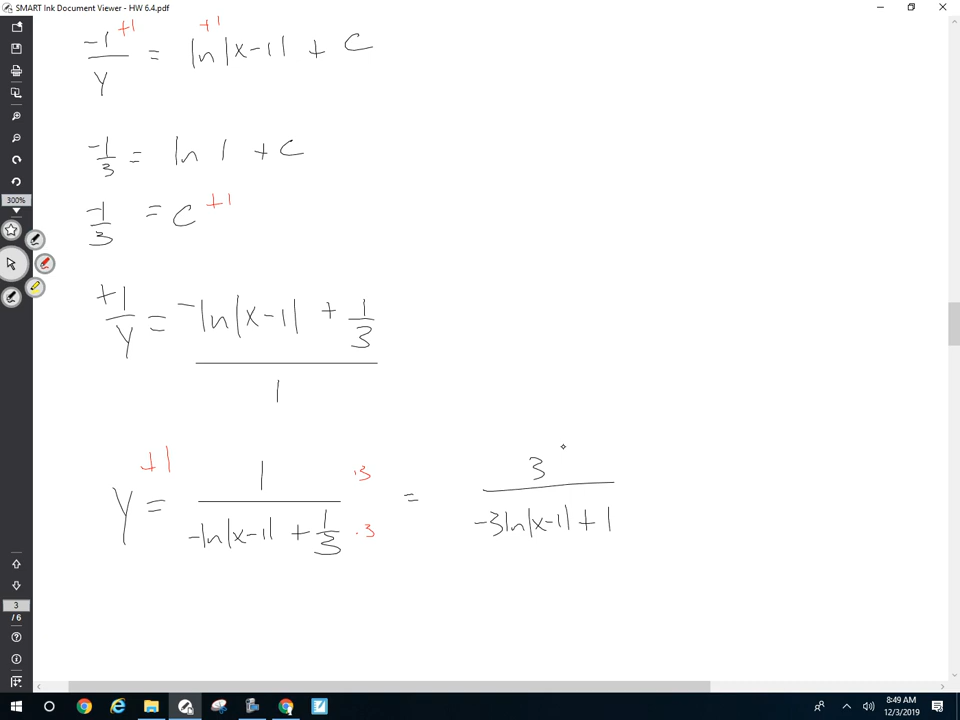 SMART Ink Document Viewer - HW 6.4.pdf
-1/y +1 = ln|x-1| +1 + C
-1/3 = ln 1 + C
-1/3 = C +1
+1/y = (-ln|x-1| + 1/3)/1
y +1 = 1/(-ln|x-1| + 1/3) ·3 ·3 = 3/(-3ln|x-1| + 1)
300%
3
/ 6
8:49 AM
12/3/2019